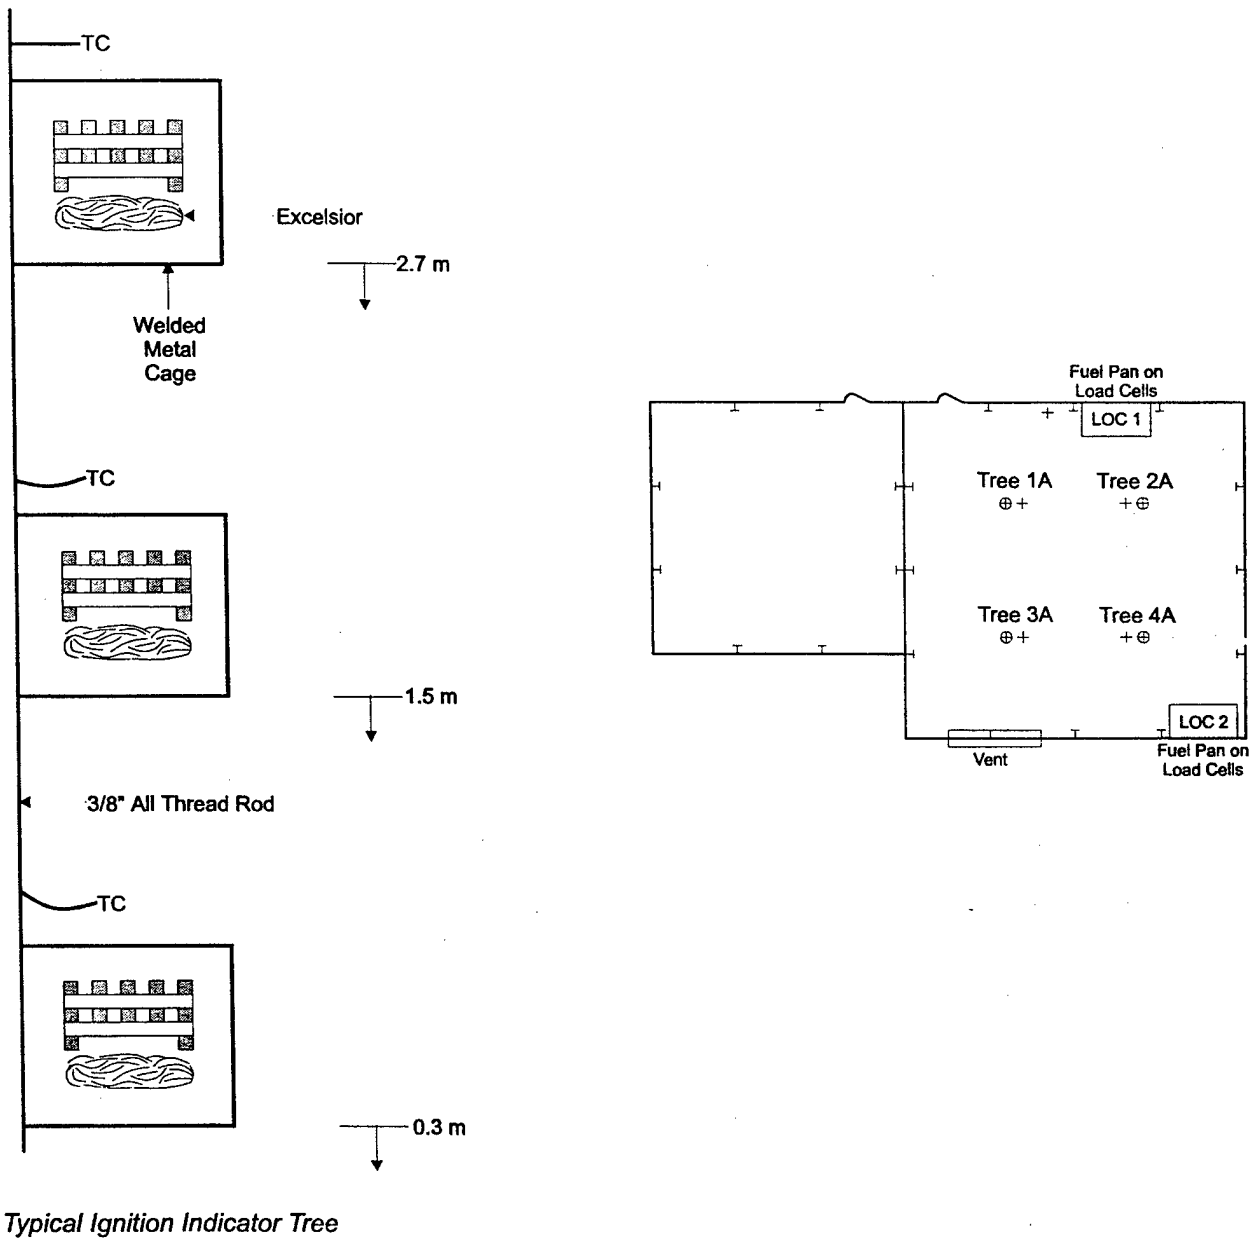 TC
Excelsior
2.7 m
Welded
Metal
Cage
TC
1.5 m
3/8" All Thread Rod
TC
0.3 m
Typical Ignition Indicator Tree
Fuel Pan on
Load Cells
LOC 1
Tree 1A
Tree 2A
Tree 3A
Tree 4A
LOC 2
Vent
Fuel Pan on
Load Cells